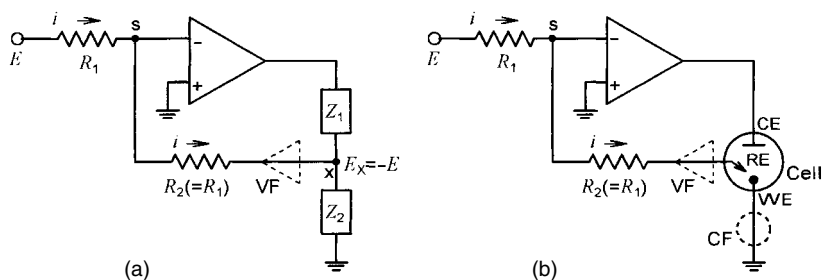 i
E
R₁
S
−
+
Z₁
i
R₂(=R₁)
VF
X
Eₓ=−E
Z₂
(a)
i
E
R₁
S
−
+
CE
RE
Cell
i
R₂(=R₁)
VF
WE
CF
(b)